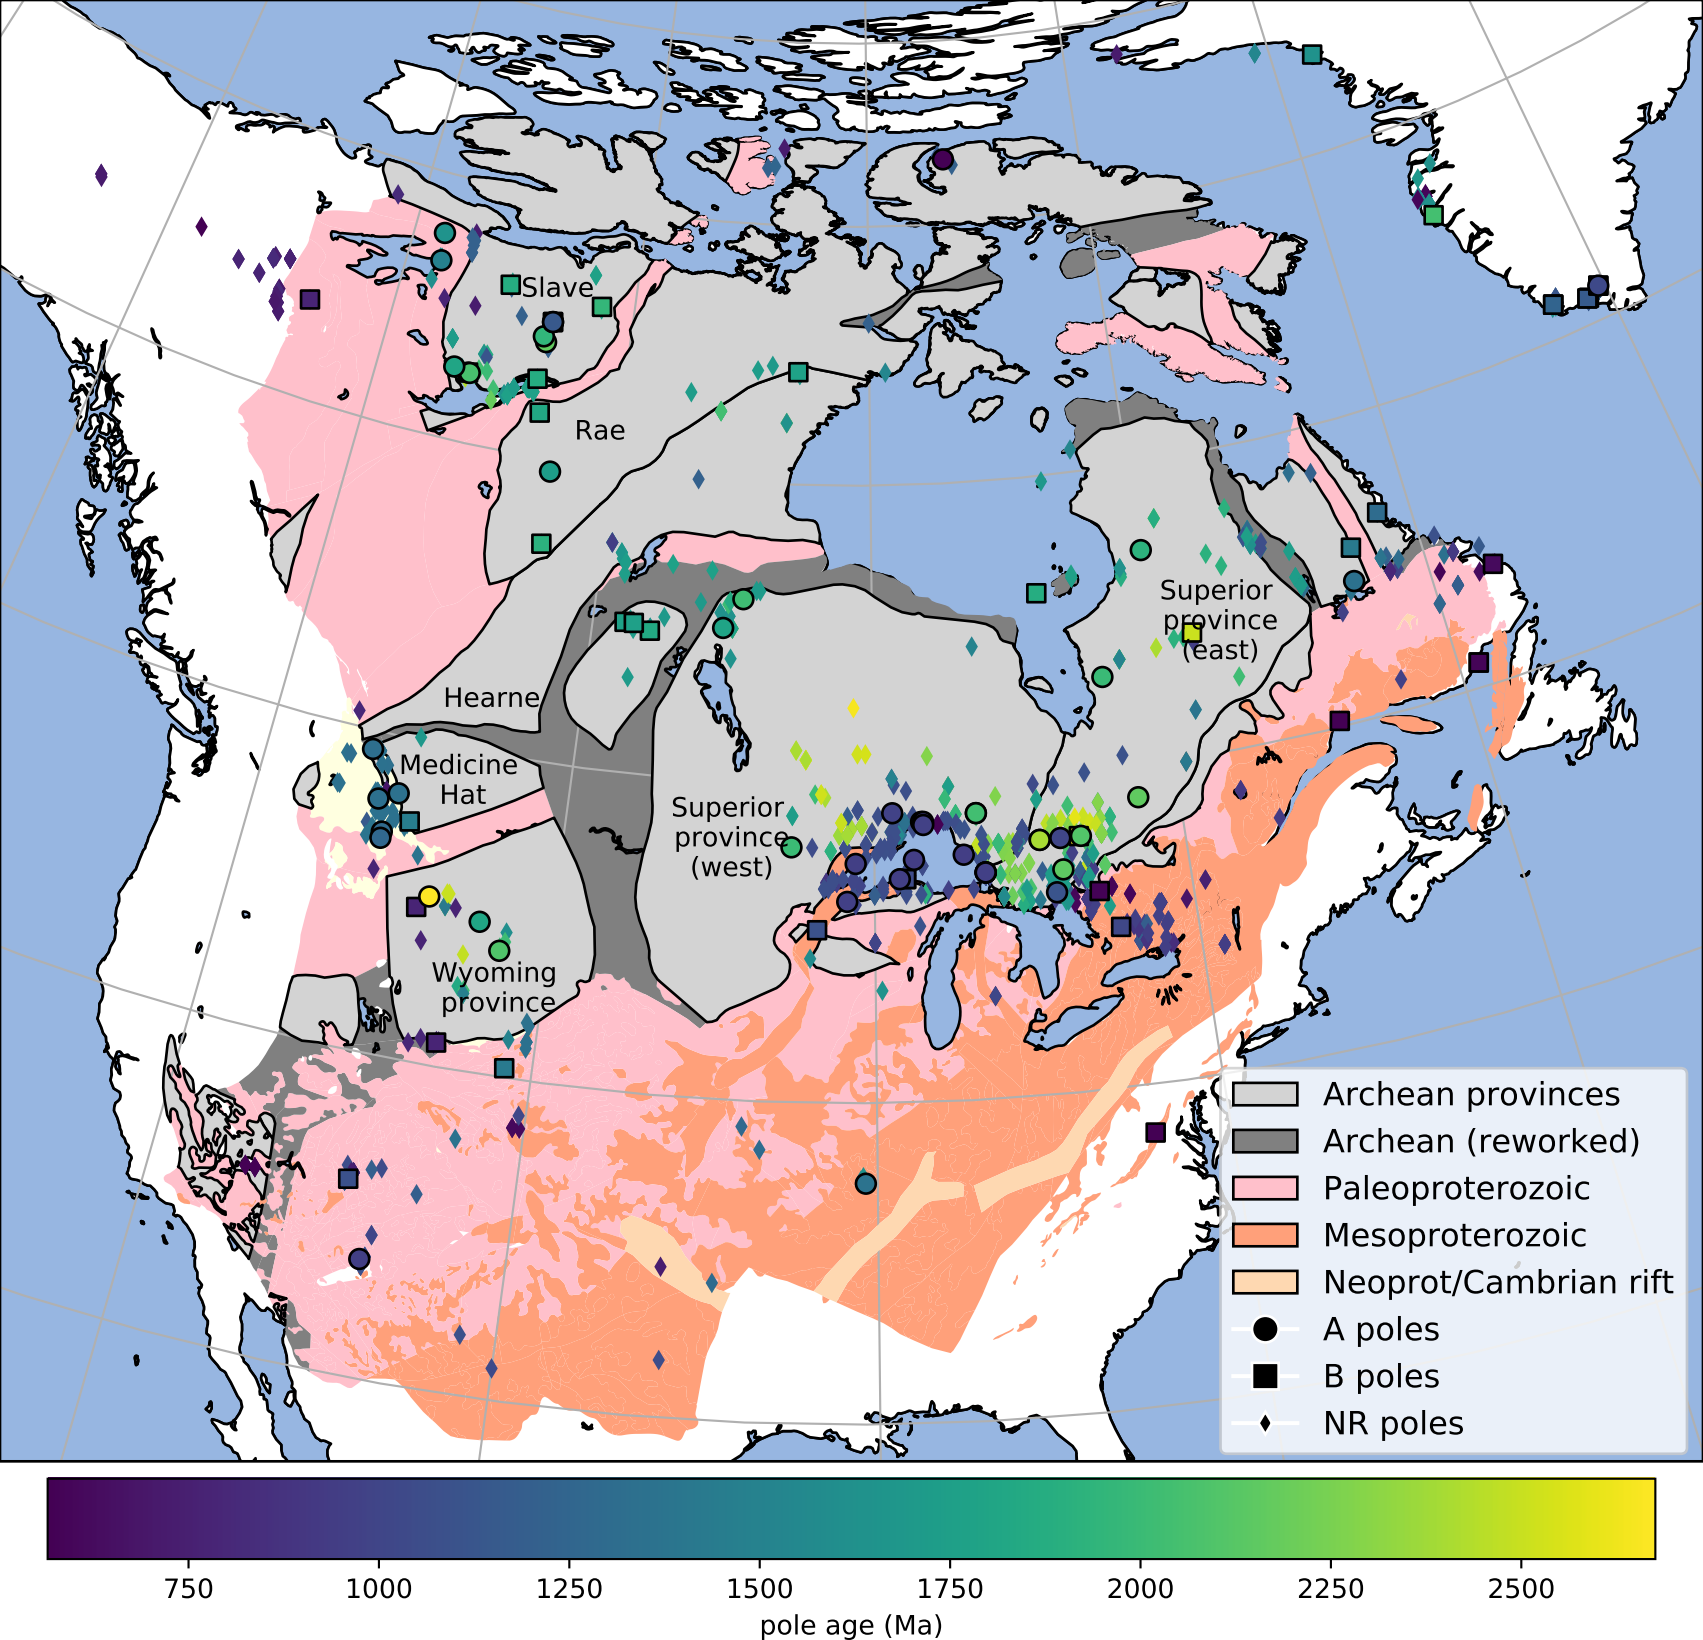 Slave
Rae
Superior
province
(east)
Hearne
Medicine
Hat
Superior
province
(west)
Wyoming
province
Archean provinces
Archean (reworked)
Paleoproterozoic
Mesoproterozoic
Neoprot/Cambrian rift
A poles
B poles
NR poles
750 1000 1250 1500 1750 2000 2250 2500
pole age (Ma)